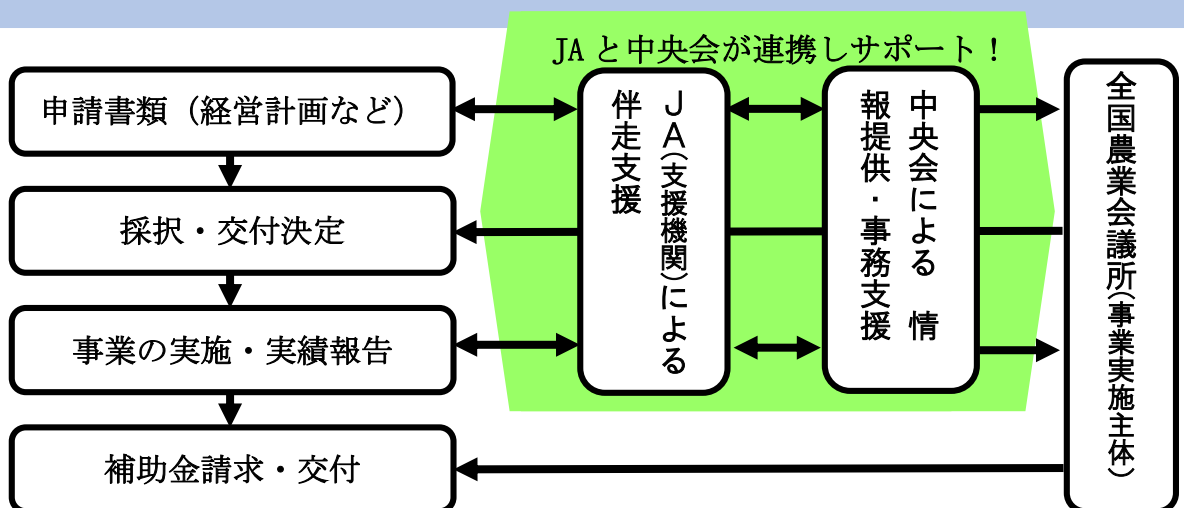 JAと中央会が連携しサポート！
申請書類（経営計画など）
採択・交付決定
事業の実施・実績報告
補助金請求・交付
ＪＡ（支援機関）による
伴走支援
中央会による　情
報提供・事務支援
全国農業会議所（事業実施主体）